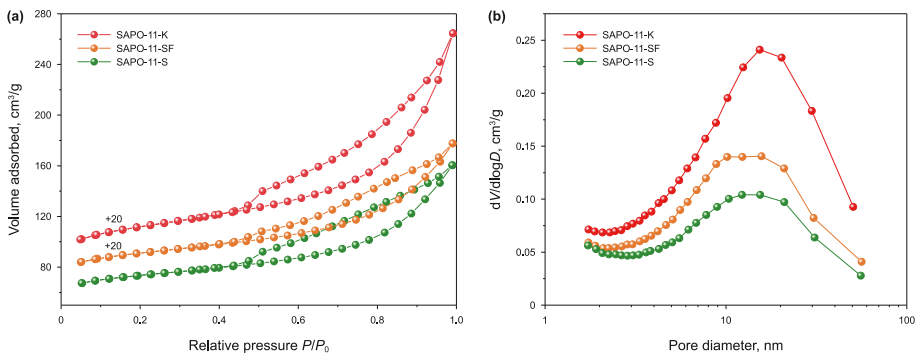 (a)
SAPO-11-K
SAPO-11-SF
SAPO-11-S
+20
+20
Volume adsorbed, cm³/g
280
240
200
160
120
80
0
0.2
0.4
0.6
0.8
1.0
Relative pressure P/P₀
(b)
SAPO-11-K
SAPO-11-SF
SAPO-11-S
dV/dlogD, cm³/g
0.25
0.20
0.15
0.10
0.05
0
1
10
100
Pore diameter, nm